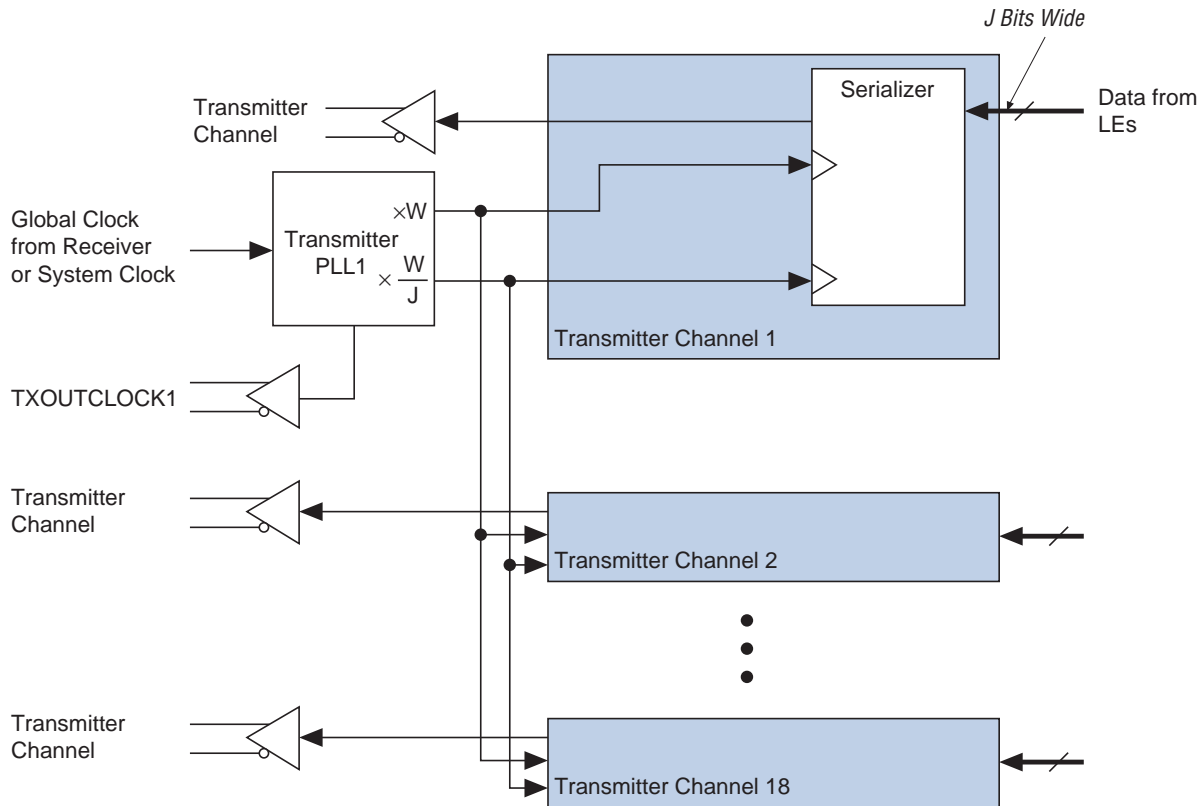 J Bits Wide
Serializer
Transmitter
Channel
Data from
LEs
Global Clock
from Receiver
or System Clock
×W
Transmitter
PLL1
× W
J
Transmitter Channel 1
TXOUTCLOCK1
Transmitter
Channel
Transmitter Channel 2
Transmitter
Channel
Transmitter Channel 18